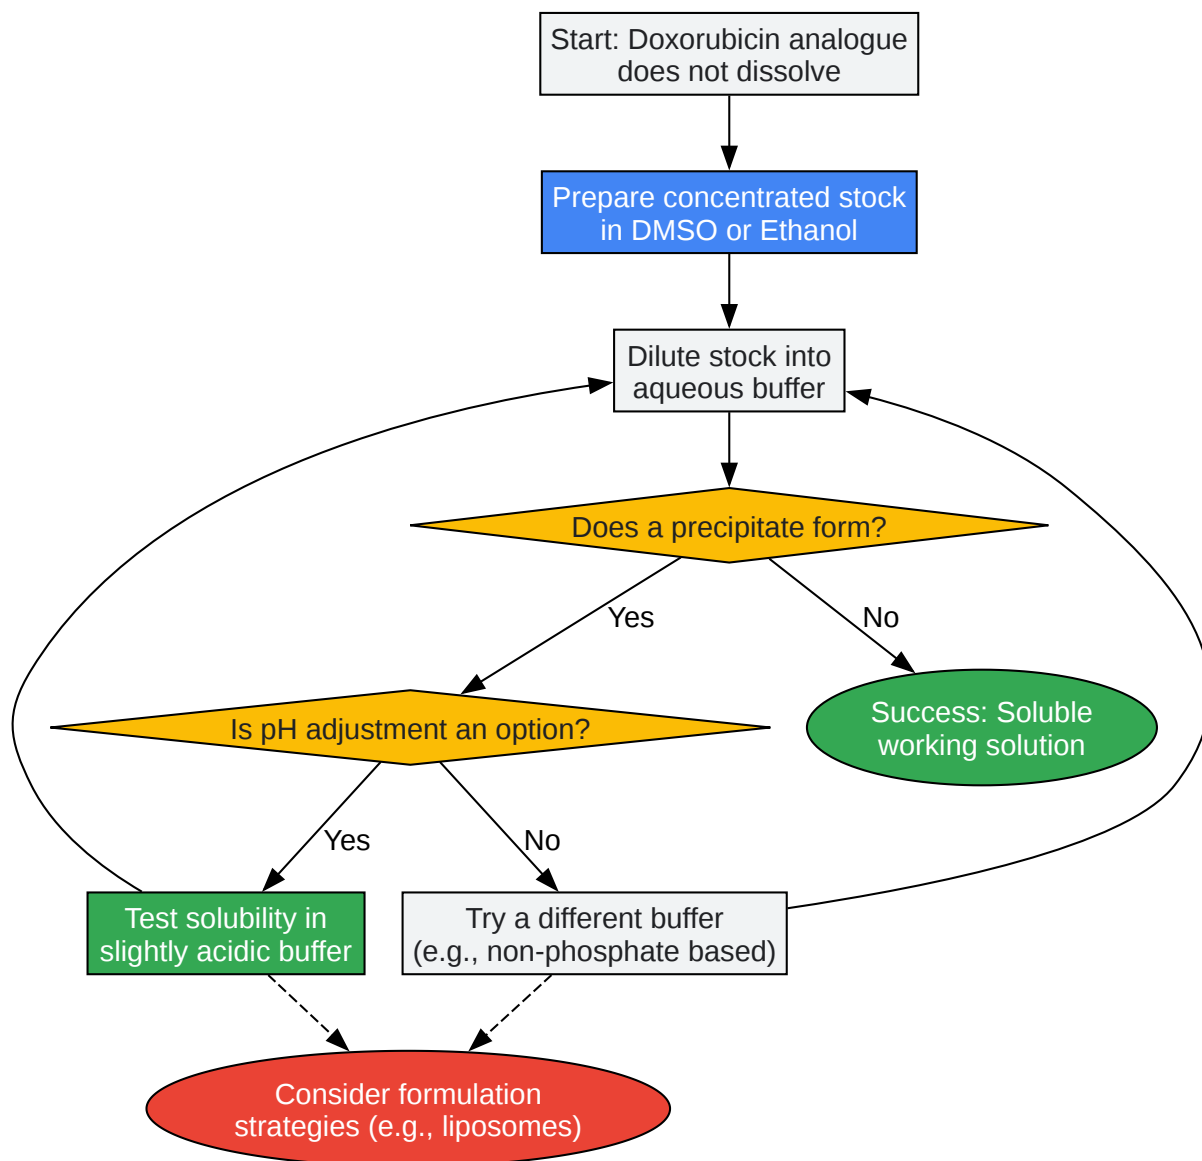 Start: Doxorubicin analogue
does not dissolve
Prepare concentrated stock
in DMSO or Ethanol
Dilute stock into
aqueous buffer
Does a precipitate form?
Yes
No
Is pH adjustment an option?
Success: Soluble
working solution
Yes
No
Test solubility in
slightly acidic buffer
Try a different buffer
(e.g., non-phosphate based)
Consider formulation
strategies (e.g., liposomes)